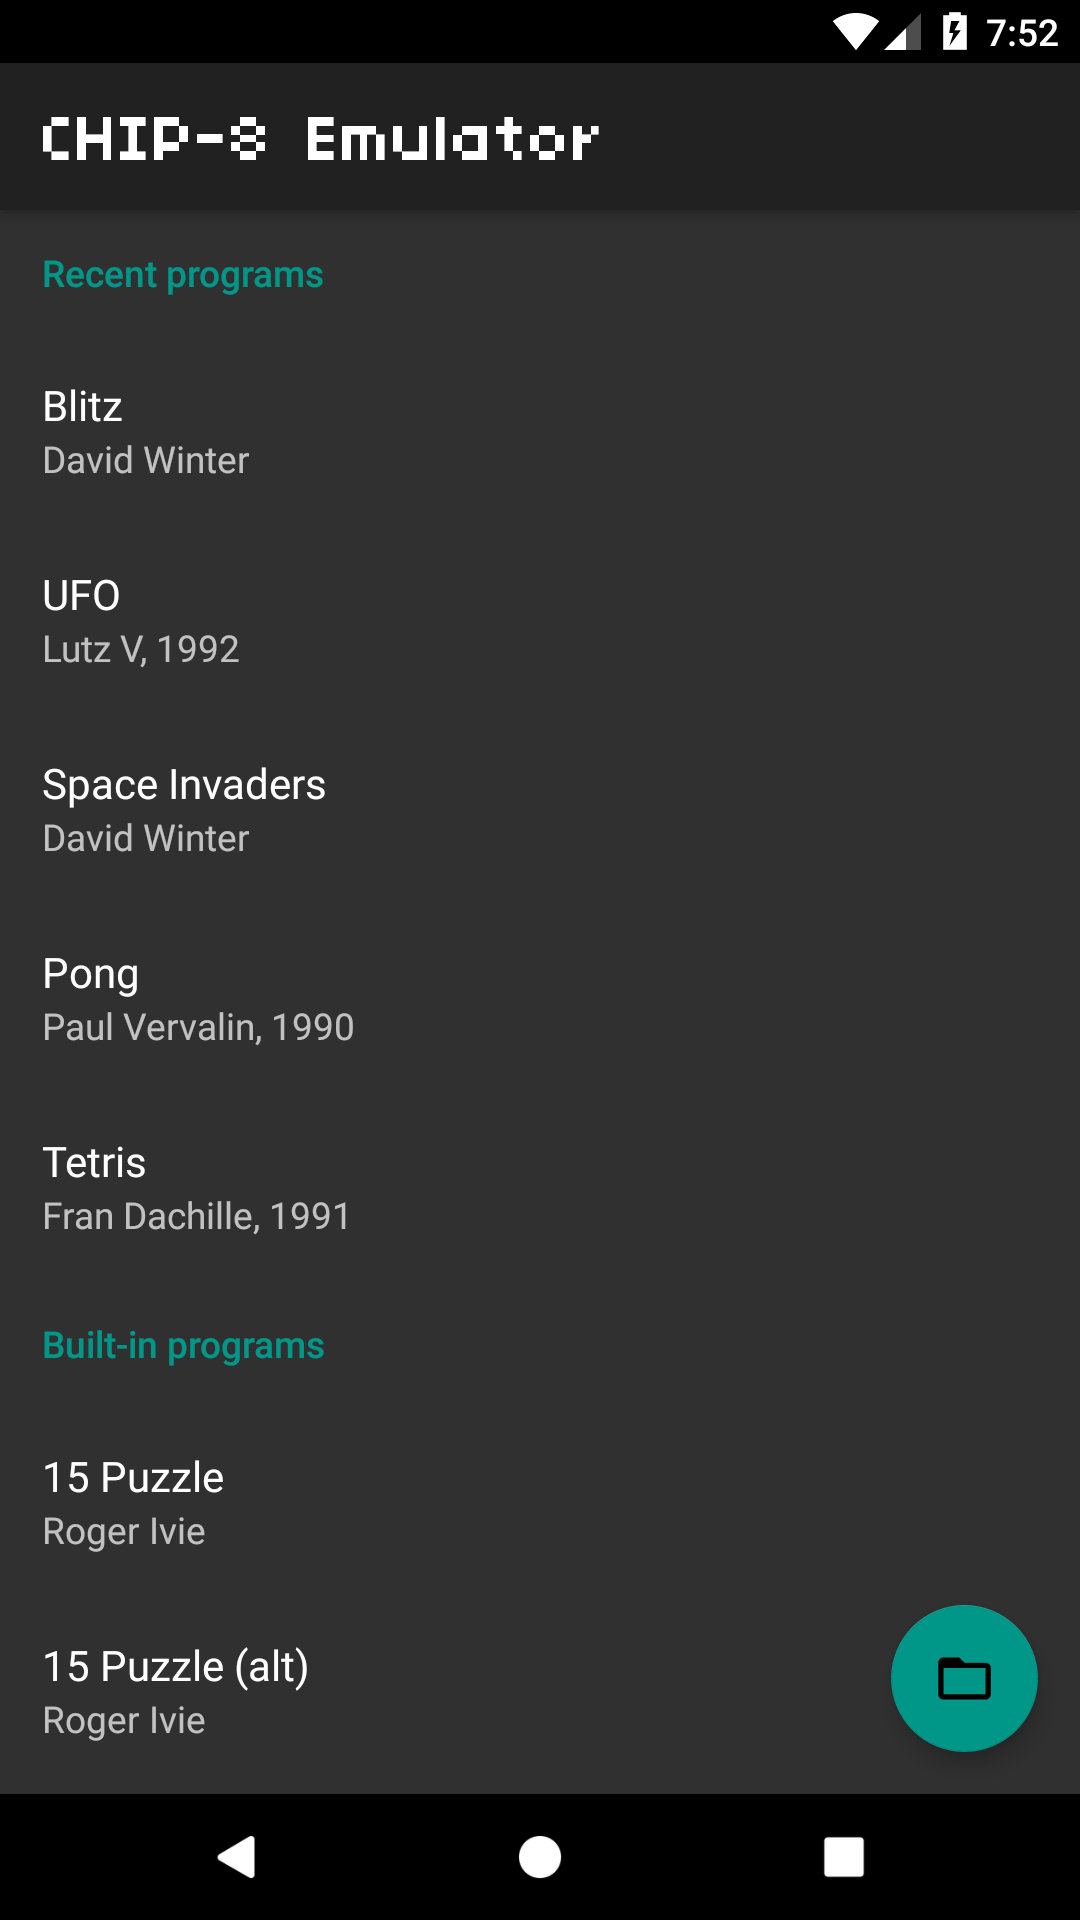 7:52
CHIP-8 Emulator
Recent programs
Blitz
David Winter
UFO
Lutz V, 1992
Space Invaders
David Winter
Pong
Paul Vervalin, 1990
Tetris
Fran Dachille, 1991
Built-in programs
15 Puzzle
Roger Ivie
15 Puzzle (alt)
Roger Ivie